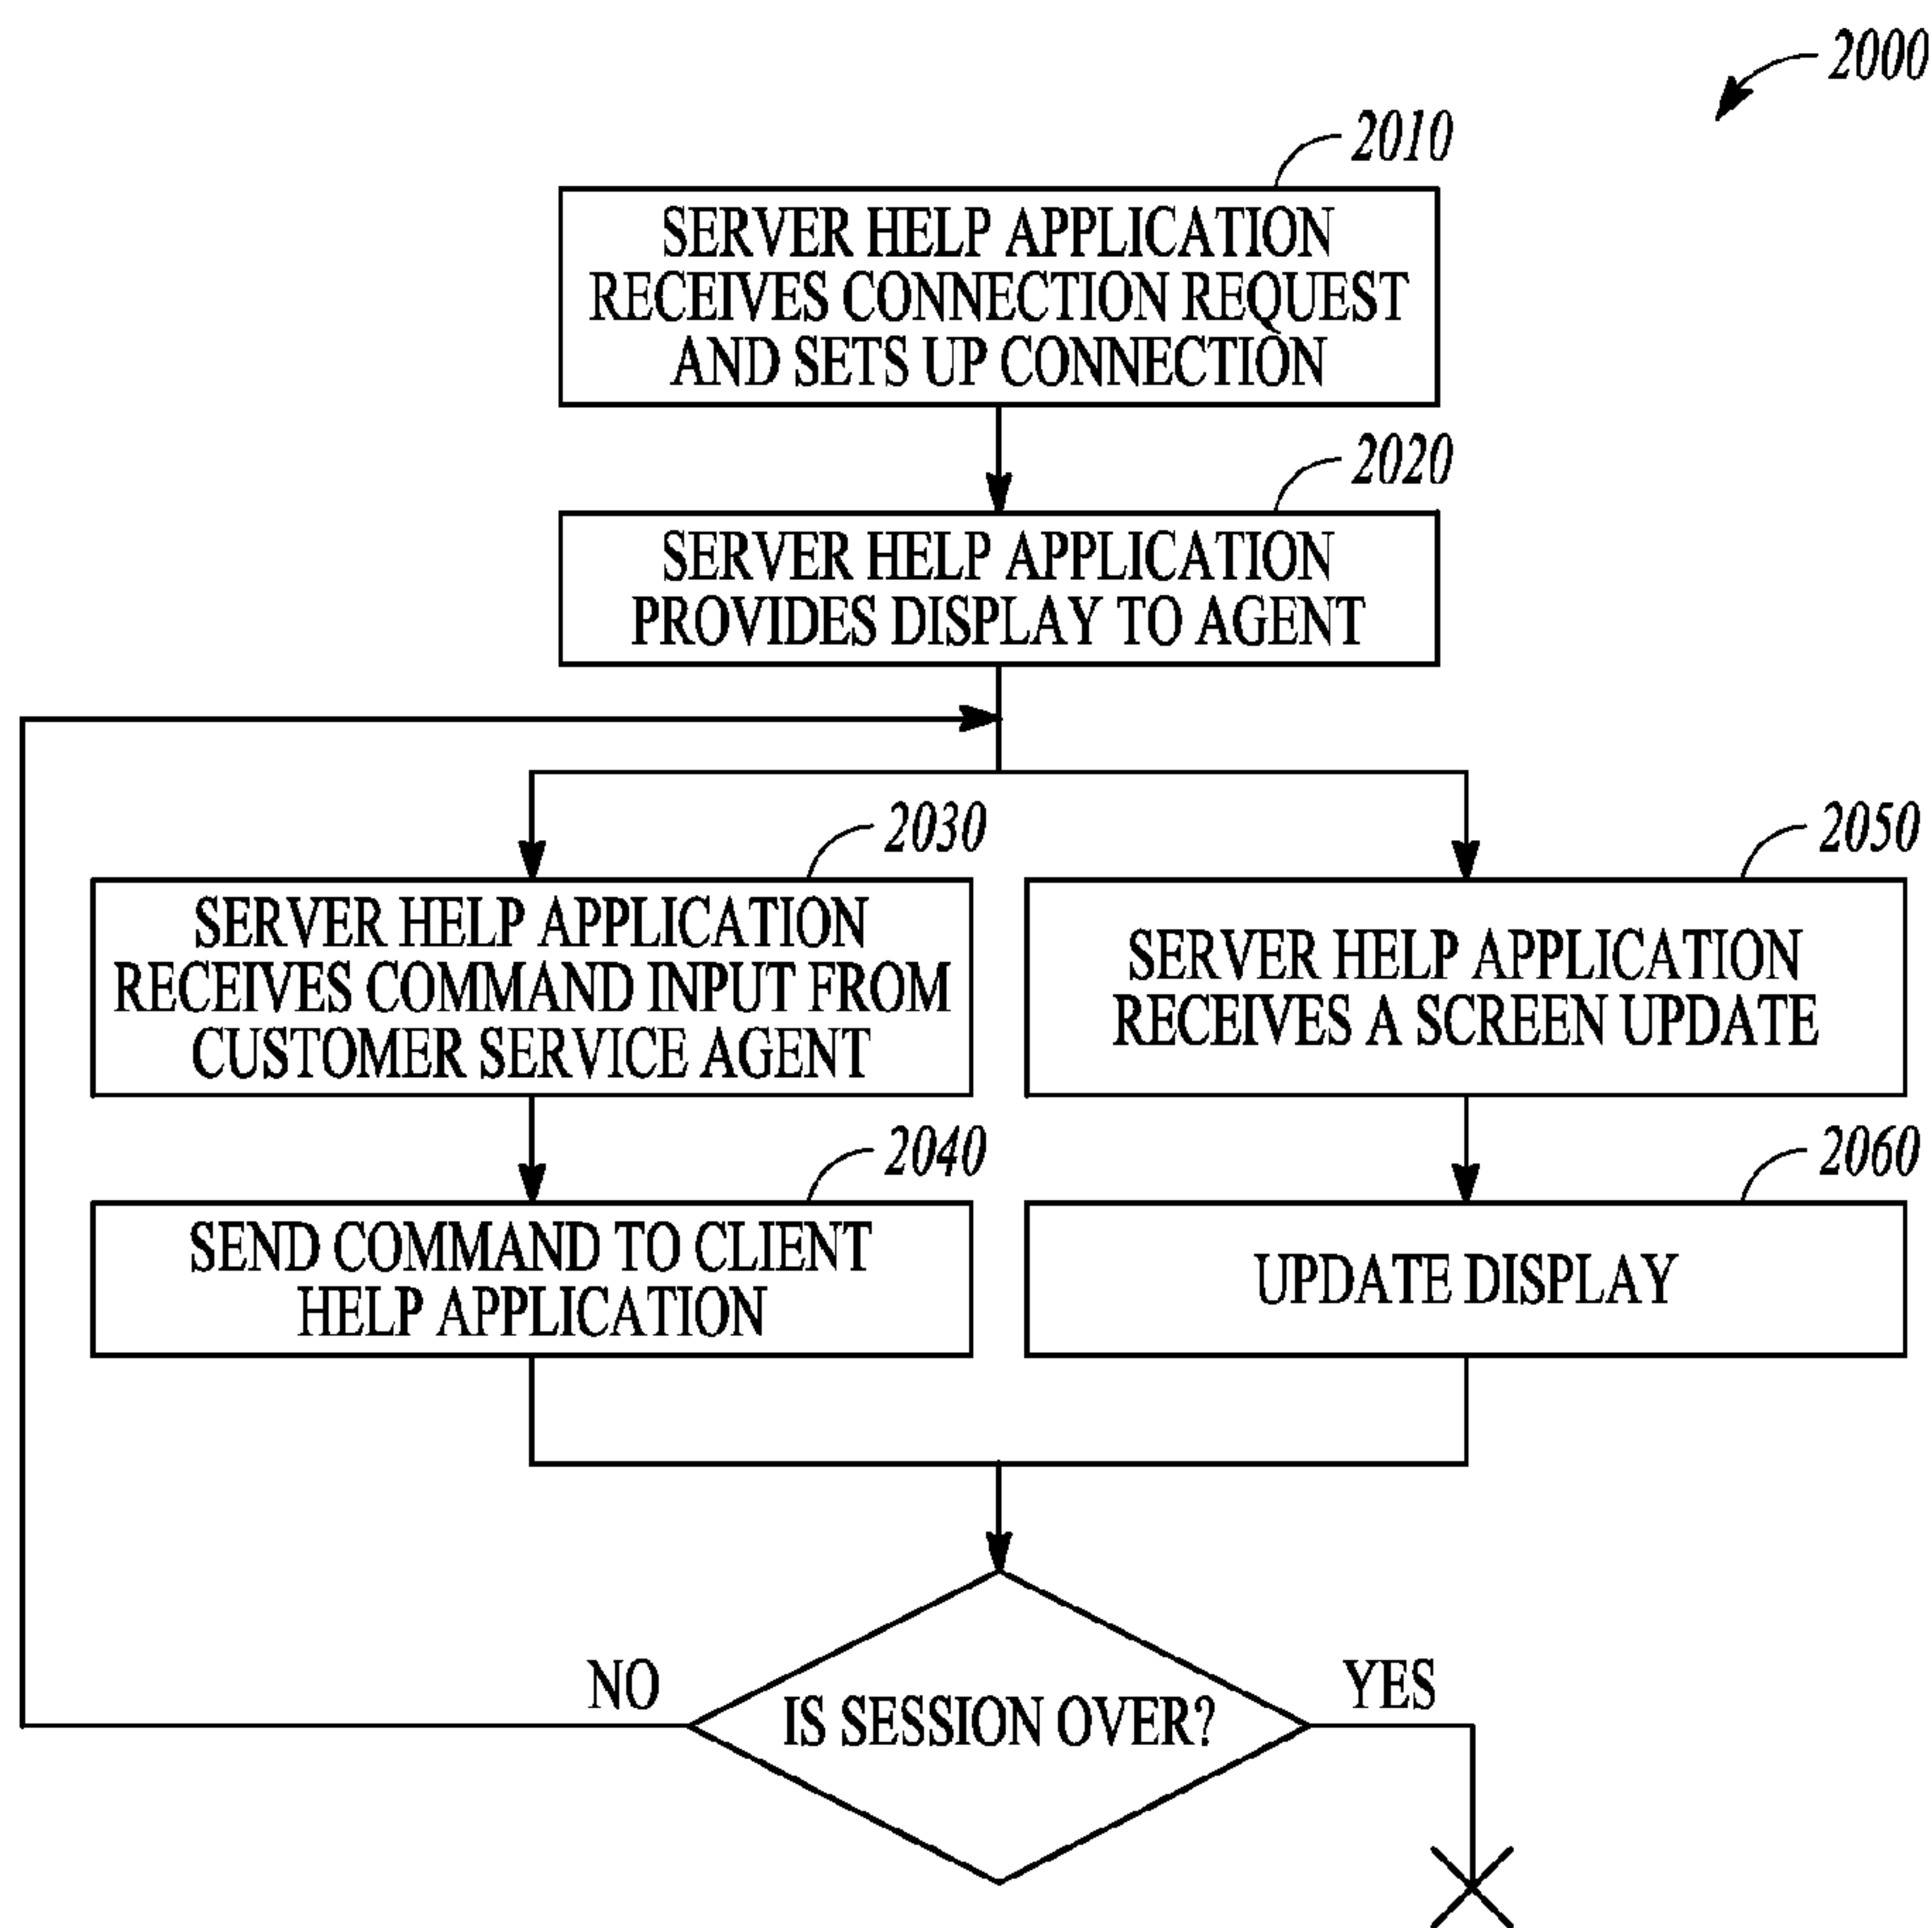 2000
2010
SERVER HELP APPLICATION
RECEIVES CONNECTION REQUEST
AND SETS UP CONNECTION
2020
SERVER HELP APPLICATION
PROVIDES DISPLAY TO AGENT
2030
SERVER HELP APPLICATION
RECEIVES COMMAND INPUT FROM
CUSTOMER SERVICE AGENT
2050
SERVER HELP APPLICATION
RECEIVES A SCREEN UPDATE
2040
SEND COMMAND TO CLIENT
HELP APPLICATION
2060
UPDATE DISPLAY
NO
IS SESSION OVER?
YES